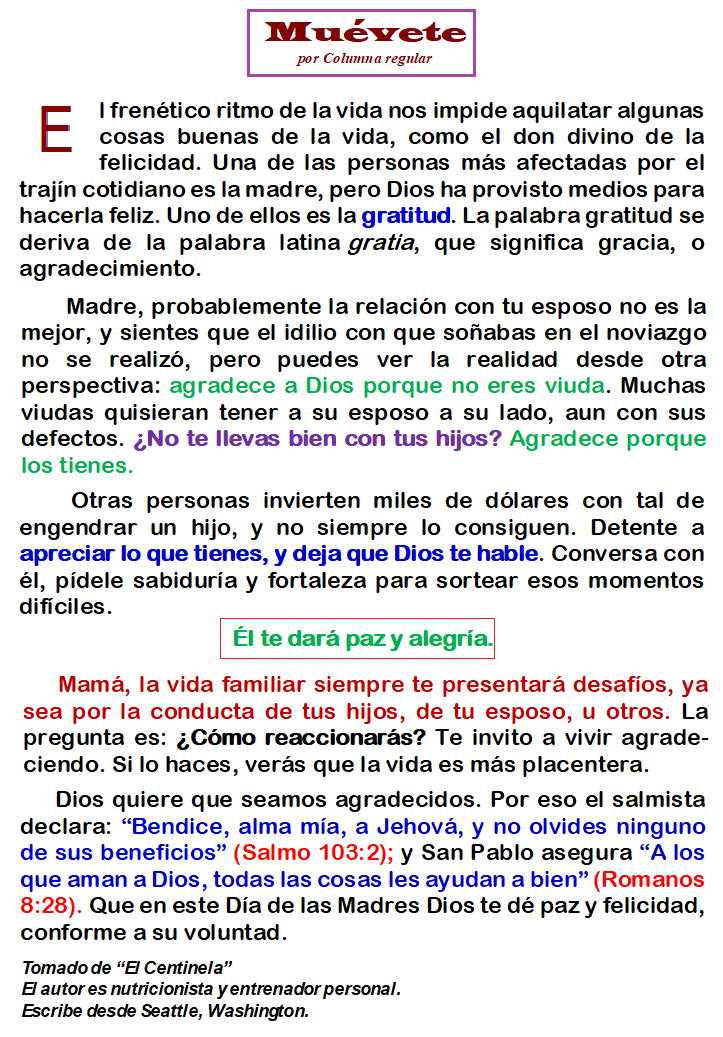 Muévete
por Columna regular
El frenético ritmo de la vida nos impide aquilatar algunas
cosas buenas de la vida, como el don divino de la
felicidad. Una de las personas más afectadas por el
trajín cotidiano es la madre, pero Dios ha provisto medios para
hacerla feliz. Uno de ellos es la gratitud. La palabra gratitud se
deriva de la palabra latina gratia, que significa gracia, o
agradecimiento.
Madre, probablemente la relación con tu esposo no es la
mejor, y sientes que el idilio con que soñabas en el noviazgo
no se realizó, pero puedes ver la realidad desde otra
perspectiva: agradece a Dios porque no eres viuda. Muchas
viudas quisieran tener a su esposo a su lado, aun con sus
defectos. ¿No te llevas bien con tus hijos? Agradece porque
los tienes.
Otras personas invierten miles de dólares con tal de
engendrar un hijo, y no siempre lo consiguen. Detente a
apreciar lo que tienes, y deja que Dios te hable. Conversa con
él, pídele sabiduría y fortaleza para sortear esos momentos
difíciles.
Él te dará paz y alegría.
Mamá, la vida familiar siempre te presentará desafíos, ya
sea por la conducta de tus hijos, de tu esposo, u otros. La
pregunta es: ¿Cómo reaccionarás? Te invito a vivir agrade-
ciendo. Si lo haces, verás que la vida es más placentera.
Dios quiere que seamos agradecidos. Por eso el salmista
declara: “Bendice, alma mía, a Jehová, y no olvides ninguno
de sus beneficios” (Salmo 103:2); y San Pablo asegura “A los
que aman a Dios, todas las cosas les ayudan a bien” (Romanos
8:28). Que en este Día de las Madres Dios te dé paz y felicidad,
conforme a su voluntad.
Tomado de “El Centinela”
El autor es nutricionista y entrenador personal.
Escribe desde Seattle, Washington.